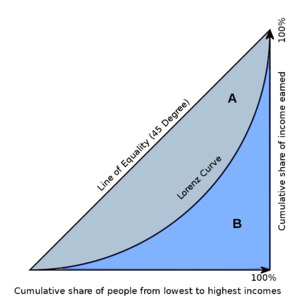 100%
Line of Equality (45 Degree)
A
Cumulative share of income earned
Lorenz Curve
B
100%
Cumulative share of people from lowest to highest incomes